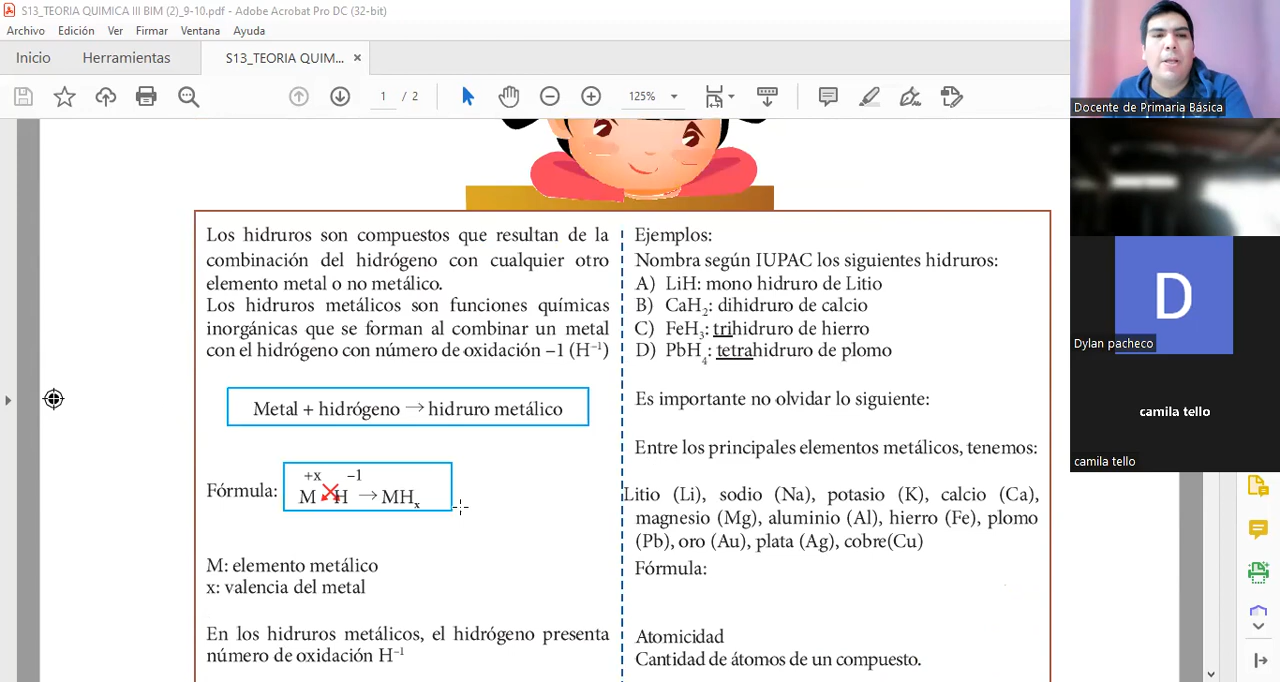 S13_TEORIA QUIMICA III BIM (2)_9-10.pdf - Adobe Acrobat Pro DC (32-bit)
Archivo Edición Ver Firmar Ventana Ayuda
Inicio Herramientas S13_TEORIA QUIM... ×
1 / 2 125%
Los hidruros son compuestos que resultan de la
combinación del hidrógeno con cualquier otro
elemento metal o no metálico.
Los hidruros metálicos son funciones químicas
inorgánicas que se forman al combinar un metal
con el hidrógeno con número de oxidación –1 (H⁻¹)
Metal + hidrógeno → hidruro metálico
+x –1
Fórmula: M H → MHₓ
M: elemento metálico
x: valencia del metal
En los hidruros metálicos, el hidrógeno presenta
número de oxidación H⁻¹
Ejemplos:
Nombra según IUPAC los siguientes hidruros:
A) LiH: mono hidruro de Litio
B) CaH₂: dihidruro de calcio
C) FeH₃: trihidruro de hierro
D) PbH₄: tetrahidruro de plomo
Es importante no olvidar lo siguiente:
Entre los principales elementos metálicos, tenemos:
Litio (Li), sodio (Na), potasio (K), calcio (Ca),
magnesio (Mg), aluminio (Al), hierro (Fe), plomo
(Pb), oro (Au), plata (Ag), cobre(Cu)
Fórmula:
Atomicidad
Cantidad de átomos de un compuesto.
Docente de Primaria Básica
D
Dylan pacheco
camila tello
camila tello